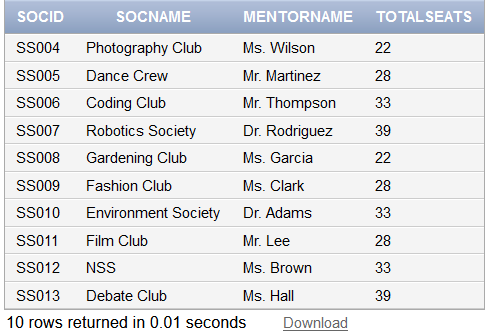 SOCID SOCNAME MENTORNAME TOTALSEATS
SS004 Photography Club Ms. Wilson 22
SS005 Dance Crew Mr. Martinez 28
SS006 Coding Club Mr. Thompson 33
SS007 Robotics Society Dr. Rodriguez 39
SS008 Gardening Club Ms. Garcia 22
SS009 Fashion Club Ms. Clark 28
SS010 Environment Society Dr. Adams 33
SS011 Film Club Mr. Lee 28
SS012 NSS Ms. Brown 33
SS013 Debate Club Ms. Hall 39
10 rows returned in 0.01 seconds Download